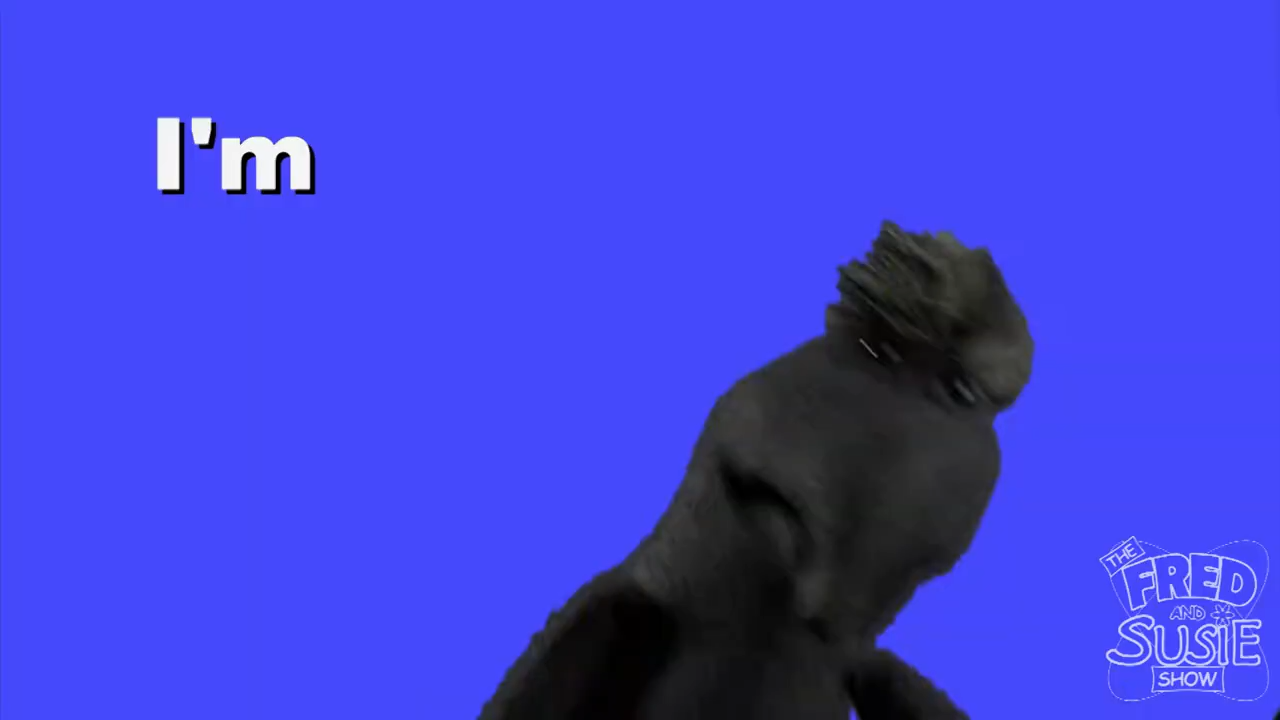 I'm
THE
FRED
AND
SUSiE
SHOW